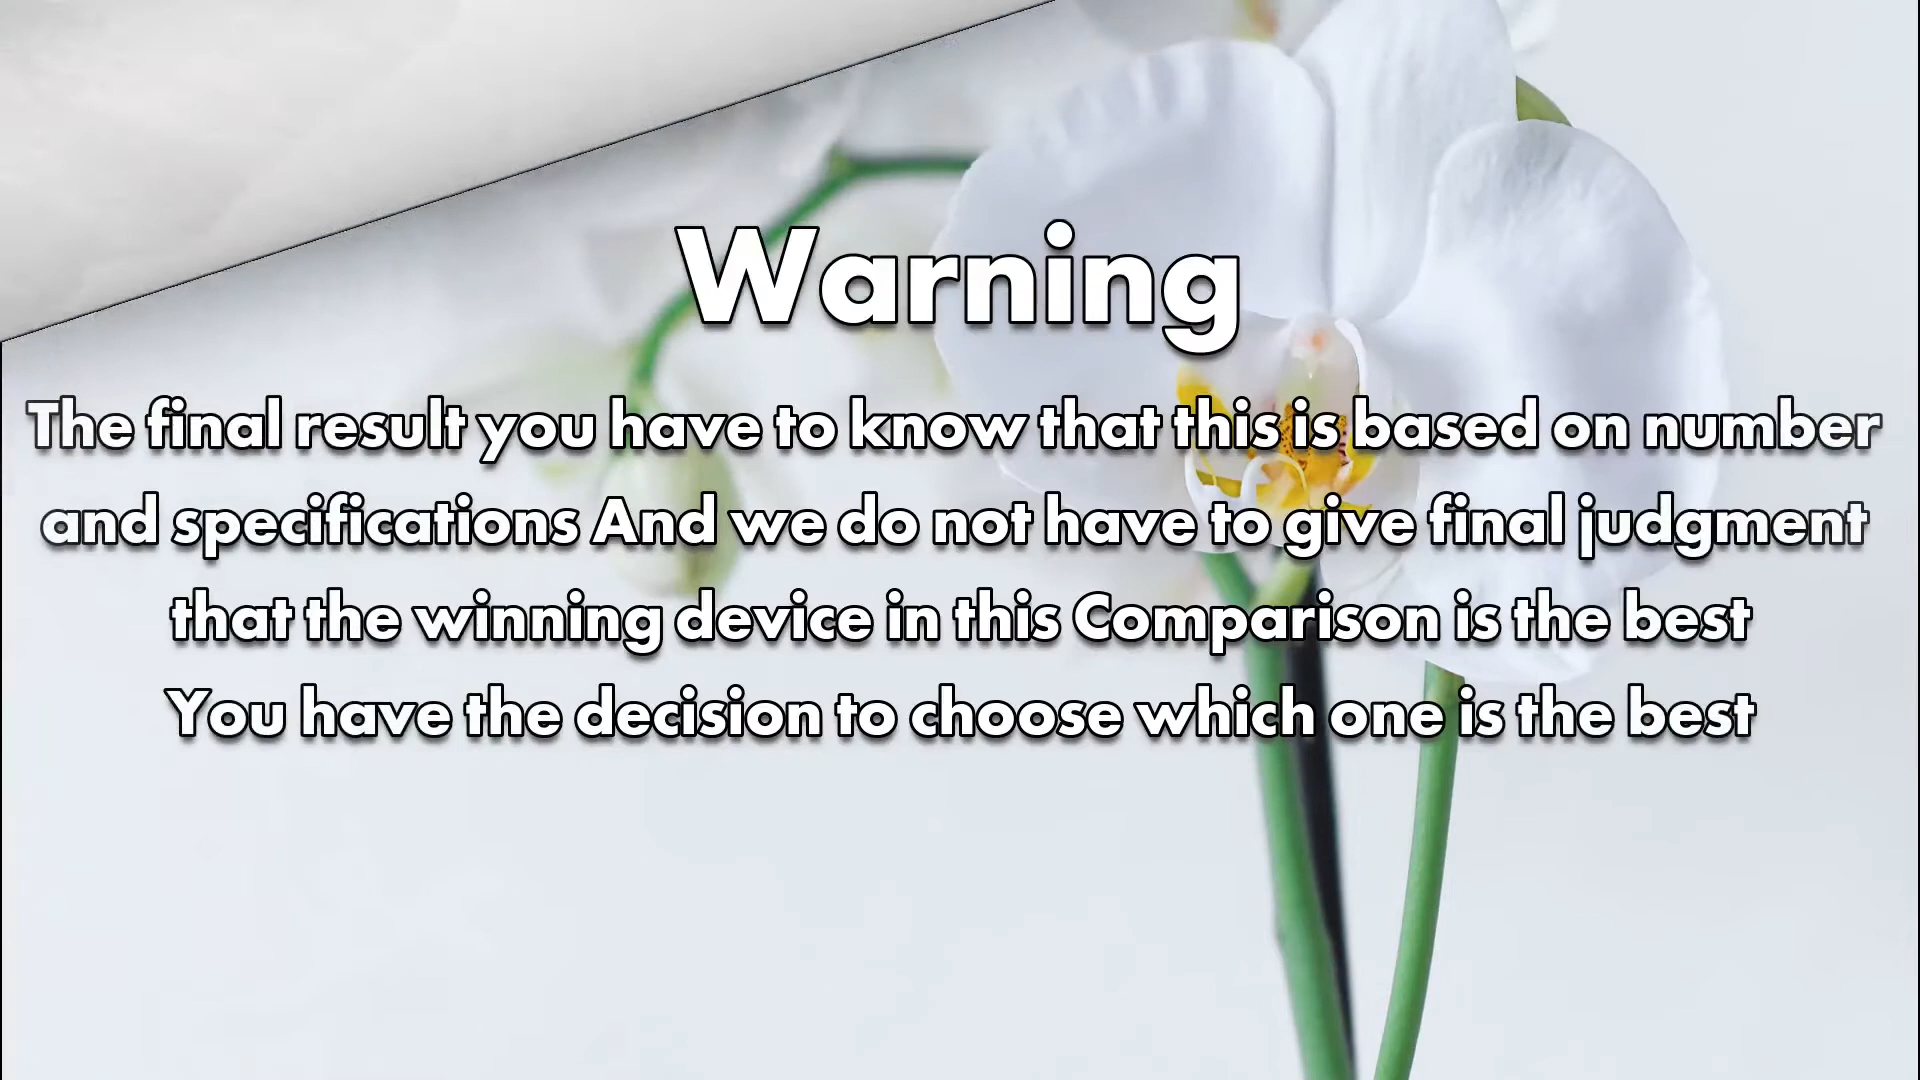 Warning
The final result you have to know that this is based on number
and specifications And we do not have to give final judgment
that the winning device in this Comparison is the best
You have the decision to choose which one is the best